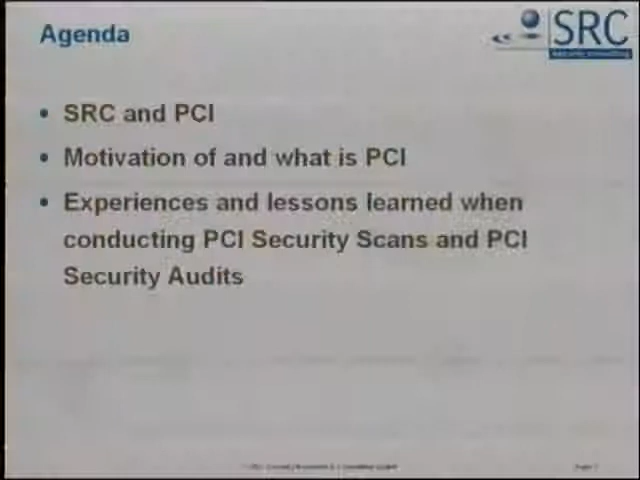 Agenda
SRC
• SRC and PCI
• Motivation of and what is PCI
• Experiences and lessons learned when
conducting PCI Security Scans and PCI
Security Audits